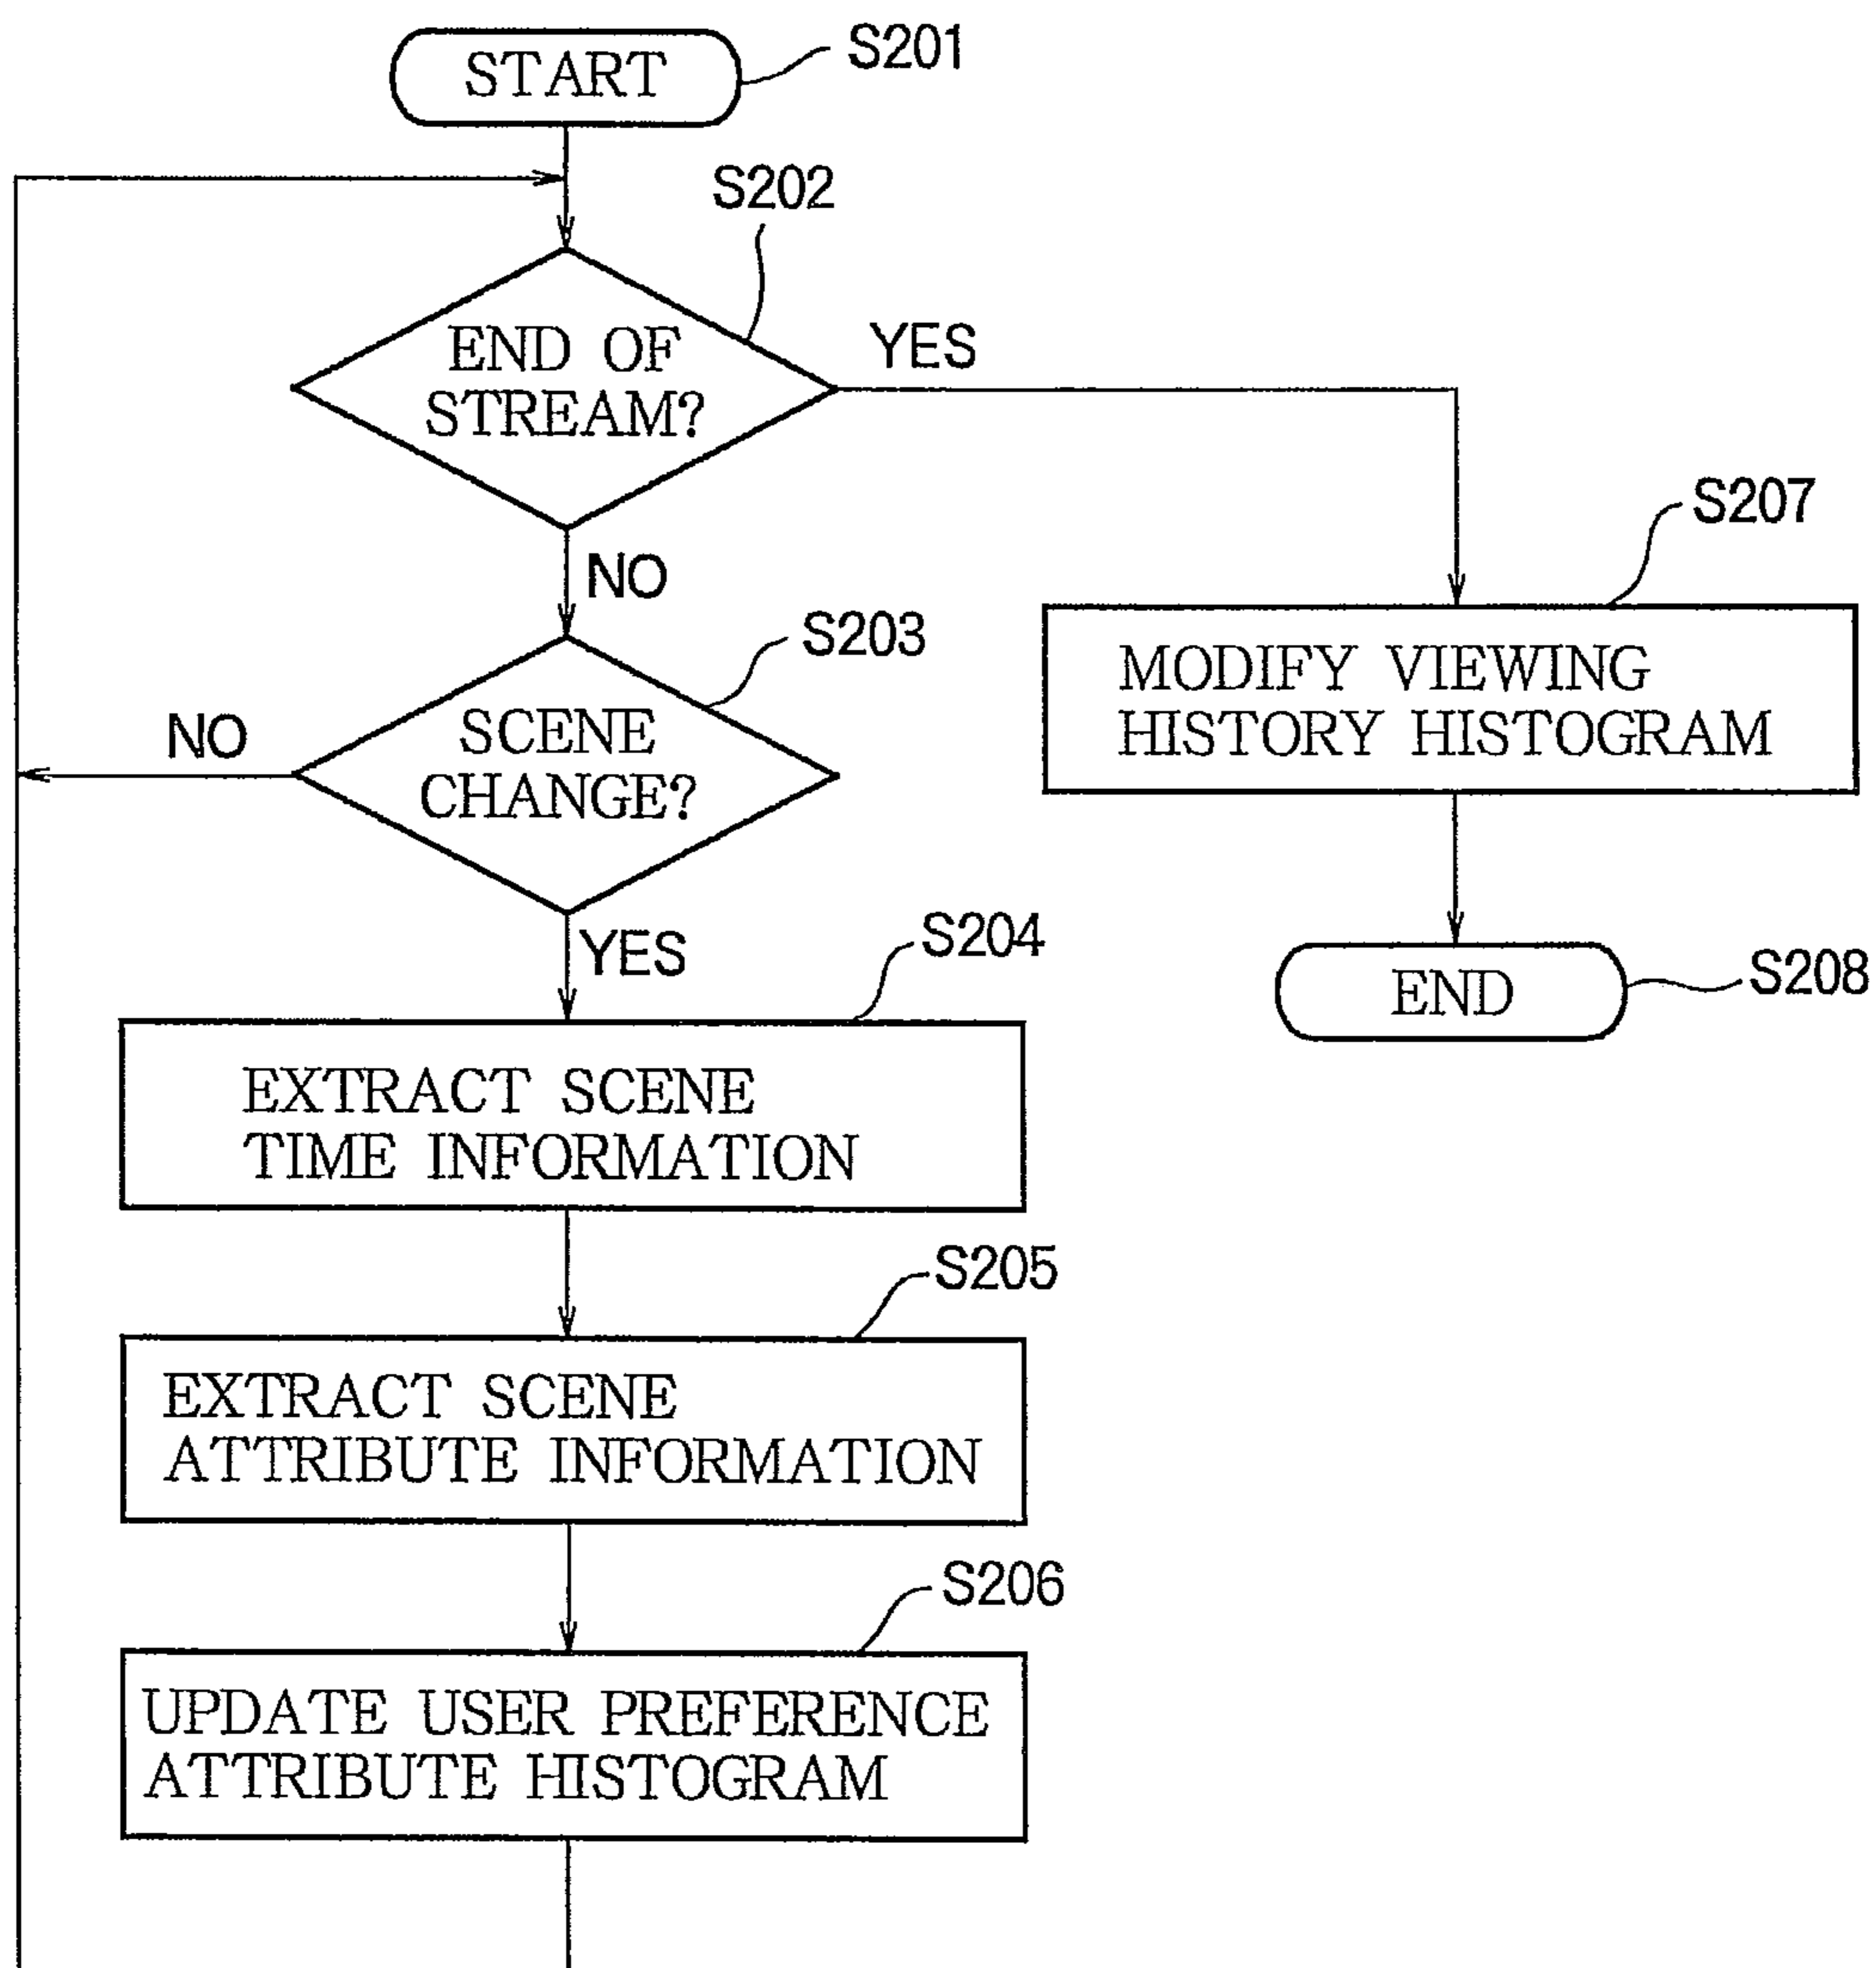 START
S201
S202
END OF
STREAM?
YES
NO
S203
SCENE
CHANGE?
NO
YES
S204
EXTRACT SCENE
TIME INFORMATION
S205
EXTRACT SCENE
ATTRIBUTE INFORMATION
S206
UPDATE USER PREFERENCE
ATTRIBUTE HISTOGRAM
S207
MODIFY VIEWING
HISTORY HISTOGRAM
END
S208